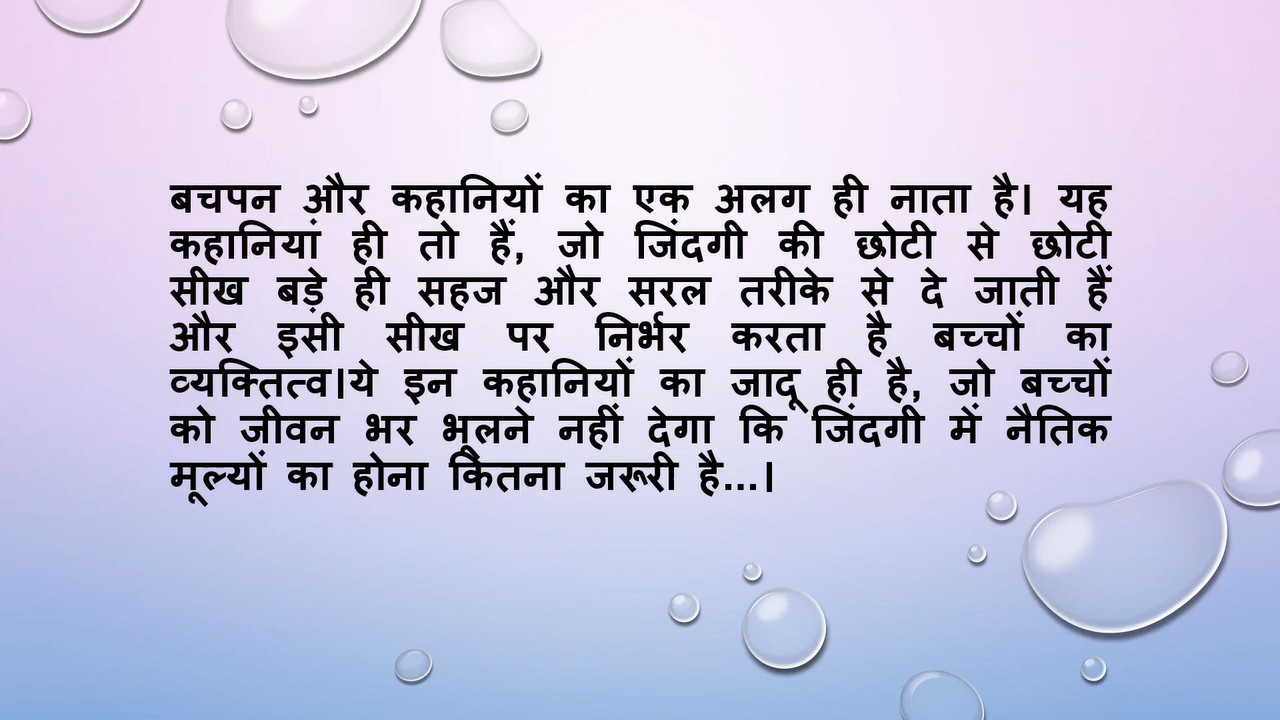 बचपन और कहानियों का एक अलग ही नाता है। यह
कहानियां ही तो हैं, जो जिंदगी की छोटी से छोटी
सीख बड़े ही सहज और सरल तरीके से दे जाती हैं
और इसी सीख पर निर्भर करता है बच्चों का
व्यक्तित्व।ये इन कहानियों का जादू ही है, जो बच्चों
को जीवन भर भूलने नहीं देगा कि जिंदगी में नैतिक
मूल्यों का होना कितना जरूरी है...।